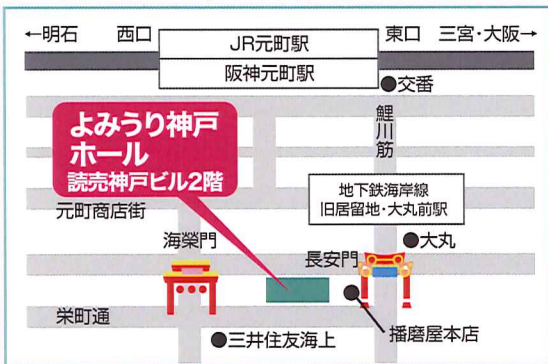 ←明石
西口
JR元町駅
阪神元町駅
東口
三宮・大阪→
●交番
鯉川筋
よみうり神戸
ホール
読売神戸ビル2階
地下鉄海岸線
旧居留地・大丸前駅
元町商店街
海榮門
長安門
●大丸
栄町通
●三井住友海上
播磨屋本店